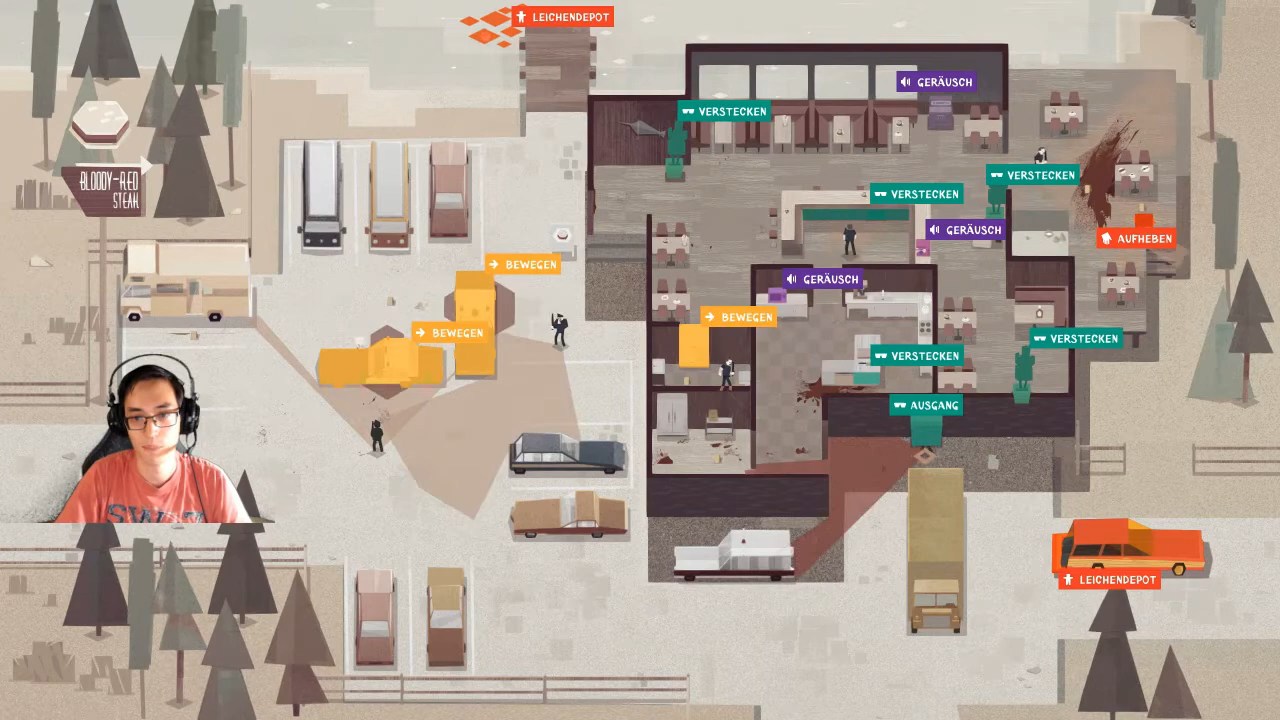 LEICHENDEPOT
GERÄUSCH
VERSTECKEN
VERSTECKEN
BLOODY-RED
STEAK
VERSTECKEN
GERÄUSCH
AUFHEBEN
BEWEGEN
GERÄUSCH
BEWEGEN
BEWEGEN
VERSTECKEN
VERSTECKEN
AUSGANG
LEICHENDEPOT